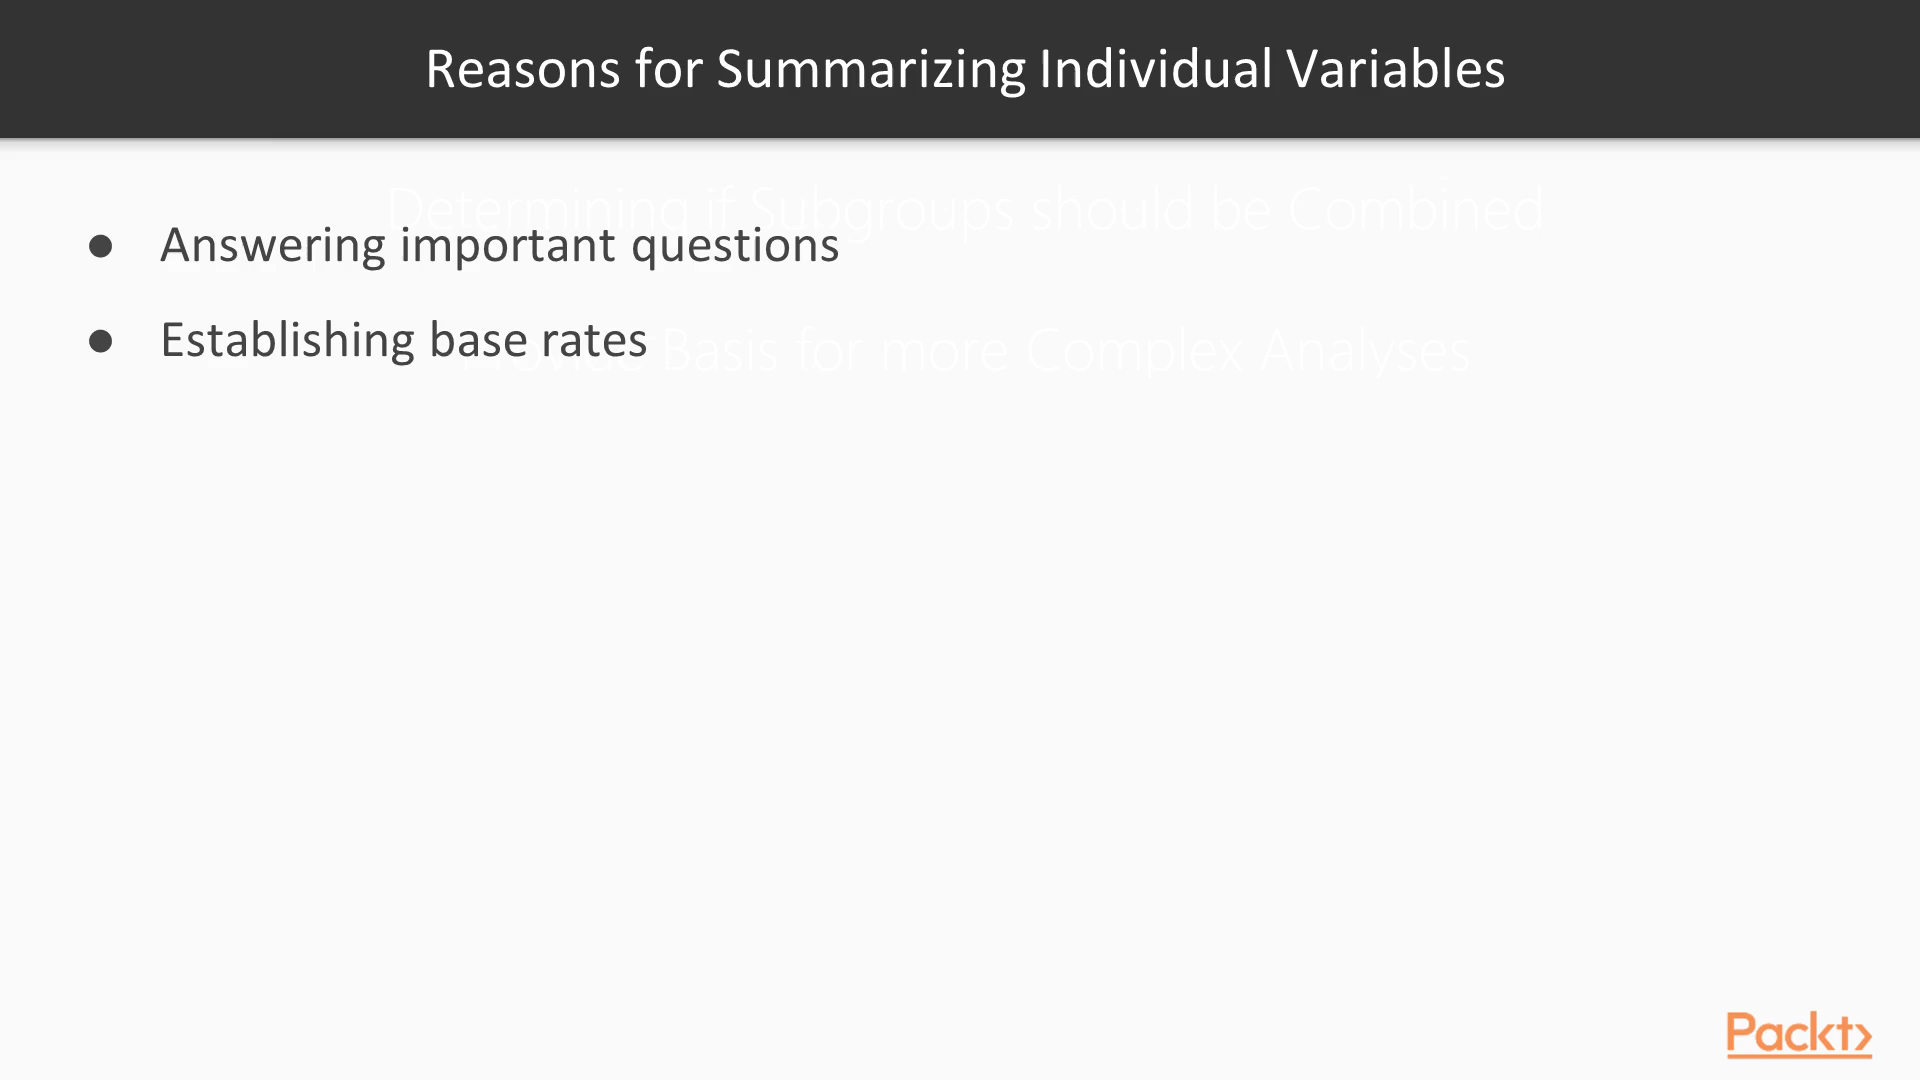 Reasons for Summarizing Individual Variables
Determining if Subgroups should be Combined
● Answering important questions
● Establishing base rates
Provide Basis for more Complex Analyses
Packt>